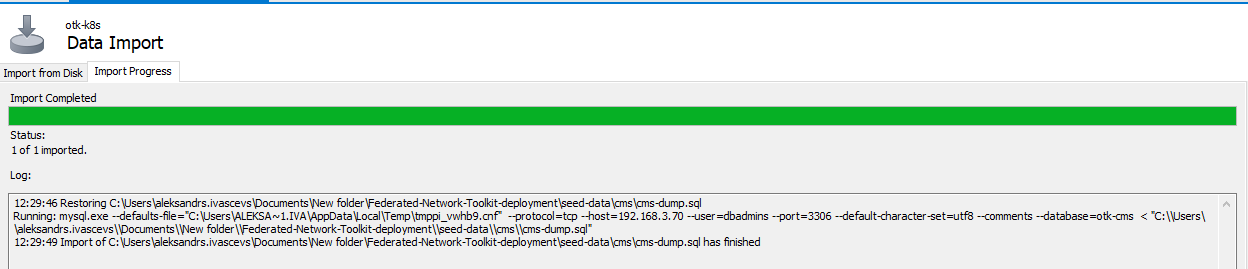 otk-k8s
Data Import
Import from Disk
Import Progress
Import Completed
Status:
1 of 1 imported.
Log:
12:29:46 Restoring C:\Users\aleksandrs.ivascevs\Documents\New folder\Federated-Network-Toolkit-deployment\seed-data\cms\cms-dump.sql
Running: mysql.exe --defaults-file="C:\Users\ALEKSA~1.IVA\AppData\Local\Temp\tmppi_vwhb9.cnf"  --protocol=tcp --host=192.168.3.70 --user=dbadmins --port=3306 --default-character-set=utf8 --comments --database=otk-cms  < "C:\\Users\
\aleksandrs.ivascevs\\Documents\\New folder\\Federated-Network-Toolkit-deployment\\seed-data\\cms\\cms-dump.sql"
12:29:49 Import of C:\Users\aleksandrs.ivascevs\Documents\New folder\Federated-Network-Toolkit-deployment\seed-data\cms\cms-dump.sql has finished